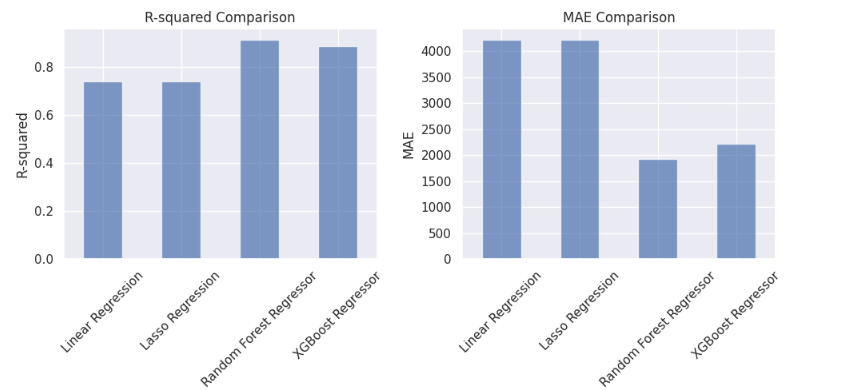 R-squared Comparison
R-squared
0.8
0.6
0.4
0.2
0.0
Linear Regression
Lasso Regression
Random Forest Regressor
XGBoost Regressor
MAE Comparison
MAE
4000
3500
3000
2500
2000
1500
1000
500
0
Linear Regression
Lasso Regression
Random Forest Regressor
XGBoost Regressor